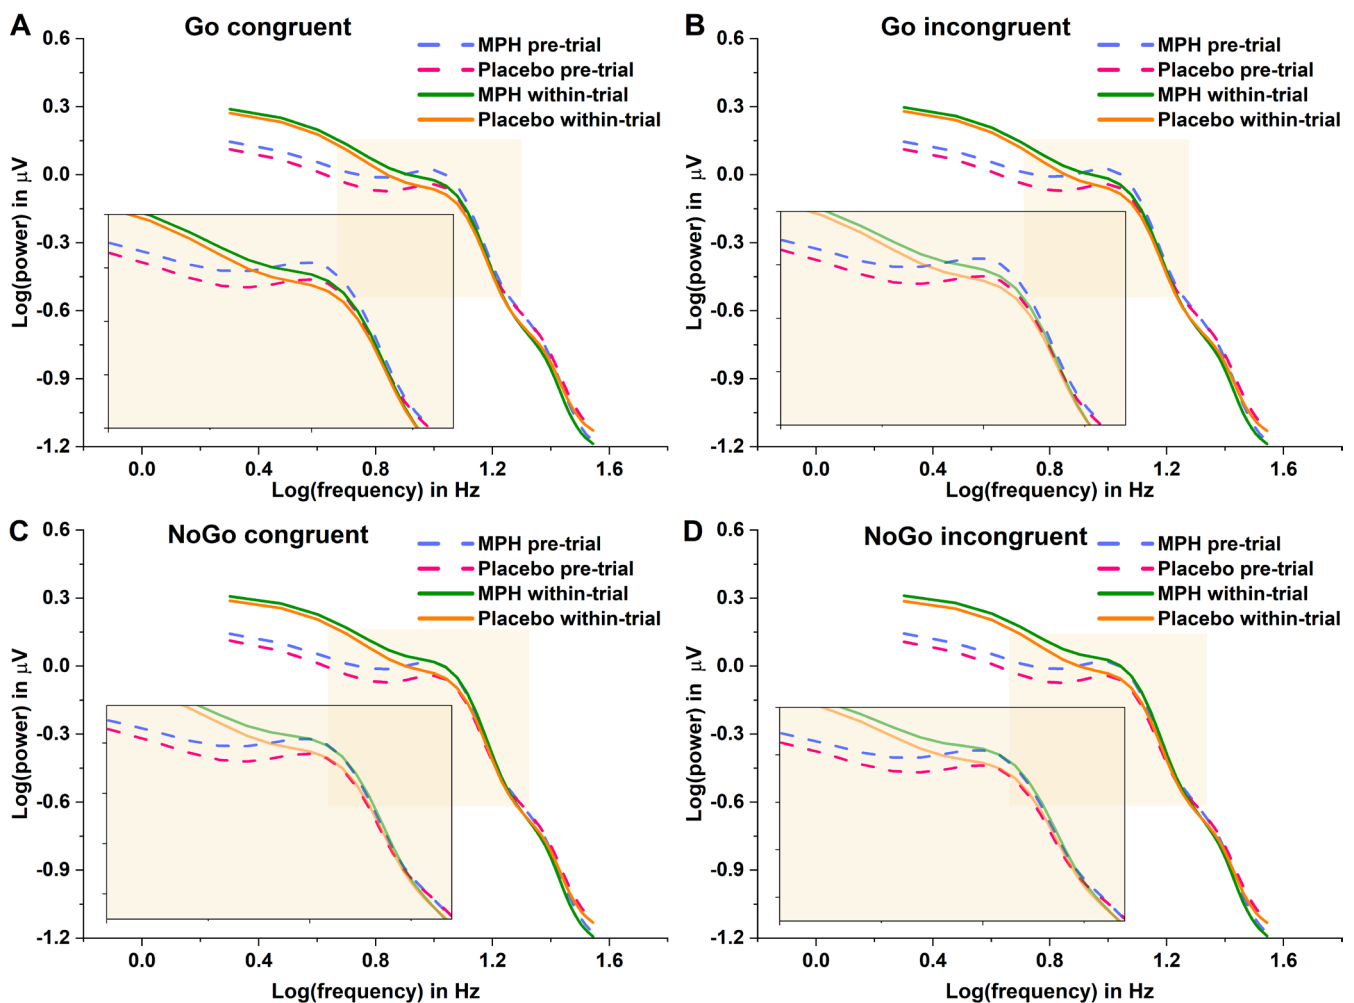 A
Go congruent
MPH pre-trial
Placebo pre-trial
MPH within-trial
Placebo within-trial
0.6
0.3
0.0
-0.3
-0.6
-0.9
-1.2
Log(power) in μV
0.0 0.4 0.8 1.2 1.6
Log(frequency) in Hz
B
Go incongruent
MPH pre-trial
Placebo pre-trial
MPH within-trial
Placebo within-trial
0.6
0.3
0.0
-0.3
-0.6
-0.9
-1.2
Log(power) in μV
0.0 0.4 0.8 1.2 1.6
Log(frequency) in Hz
C
NoGo congruent
MPH pre-trial
Placebo pre-trial
MPH within-trial
Placebo within-trial
0.6
0.3
0.0
-0.3
-0.6
-0.9
-1.2
Log(power) in μV
0.0 0.4 0.8 1.2 1.6
Log(frequency) in Hz
D
NoGo incongruent
MPH pre-trial
Placebo pre-trial
MPH within-trial
Placebo within-trial
0.6
0.3
0.0
-0.3
-0.6
-0.9
-1.2
Log(power) in μV
0.0 0.4 0.8 1.2 1.6
Log(frequency) in Hz